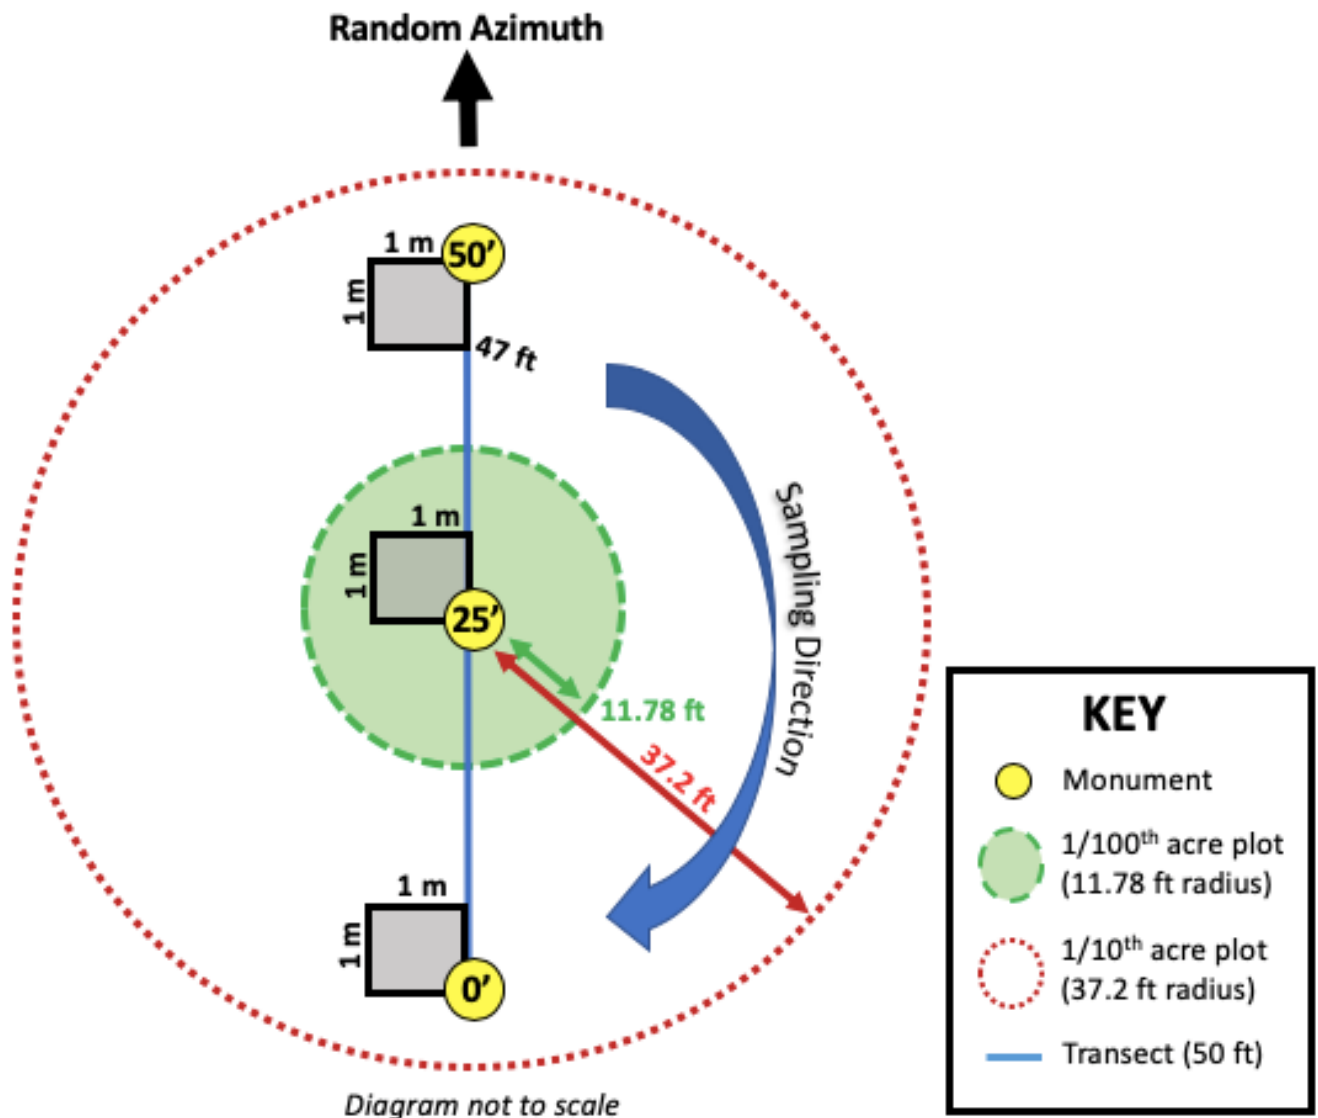 Random Azimuth
1 m
50’
1 m
47 ft
1 m
1 m
25’
11.78 ft
37.2 ft
Sampling Direction
1 m
1 m
0’
Diagram not to scale
KEY
Monument
1/100th acre plot
(11.78 ft radius)
1/10th acre plot
(37.2 ft radius)
Transect (50 ft)